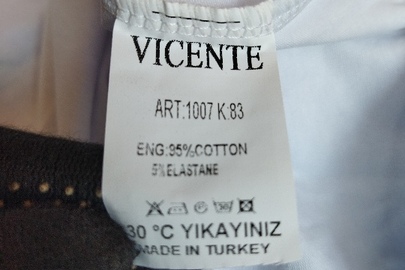 VICENTE
ART:1007 K:83
ENG:95%COTTON
5%ELASTANE
30 °C YIKAYINIZ
MADE IN TURKEY